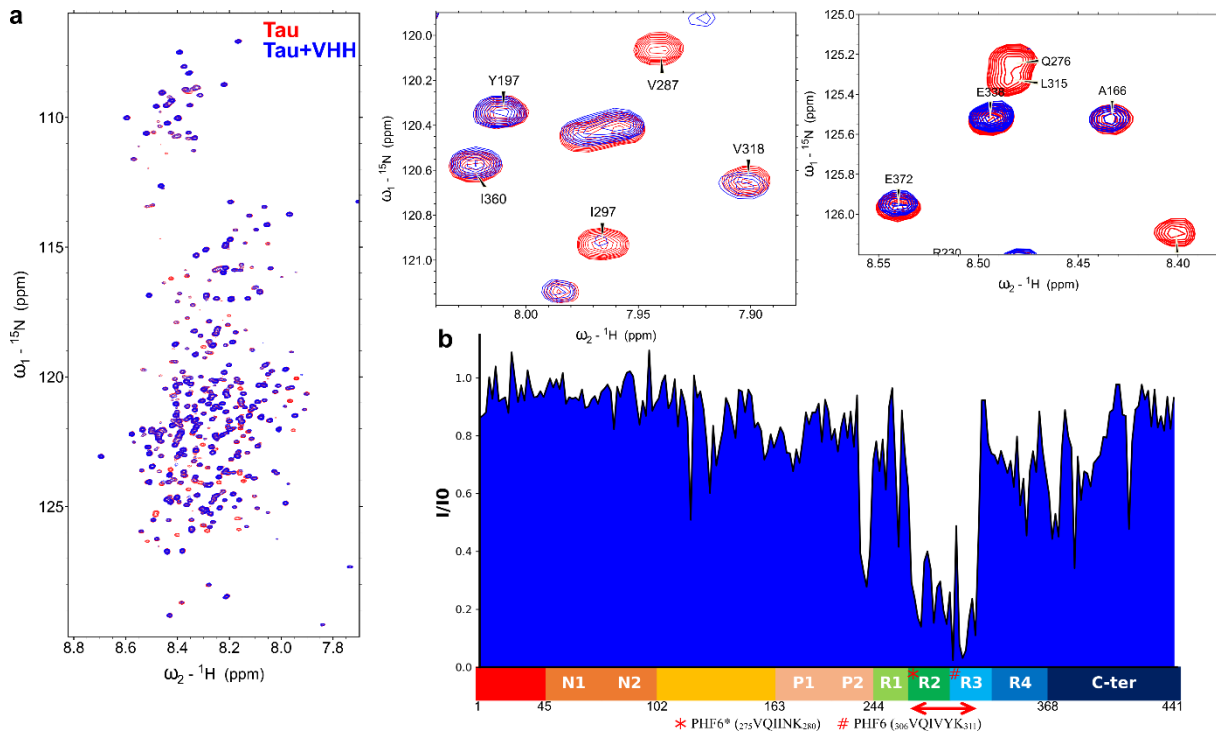 a
Tau
Tau+VHH
110
115
120
125
ω1 - 15N (ppm)
8.8 8.6 8.4 8.2 8.0 7.8
ω2 - 1H (ppm)
120.0
120.2
120.4
120.6
120.8
121.0
ω1 - 15N (ppm)
Y197
V287
V318
I360
I297
8.00 7.95 7.90
ω2 - 1H (ppm)
125.0
125.2
125.4
125.6
125.8
126.0
ω1 - 15N (ppm)
Q276
L315
E338
A166
E372
R230
8.55 8.50 8.45 8.40
ω2 - 1H (ppm)
b
1.0
0.8
0.6
0.4
0.2
0.0
I/I0
N1 N2 P1 P2 R1 * R2 # R3 R4 C-ter
1 45 102 163 244 368 441
* PHF6* (275VQIINK280) # PHF6 (306VQIVYK311)